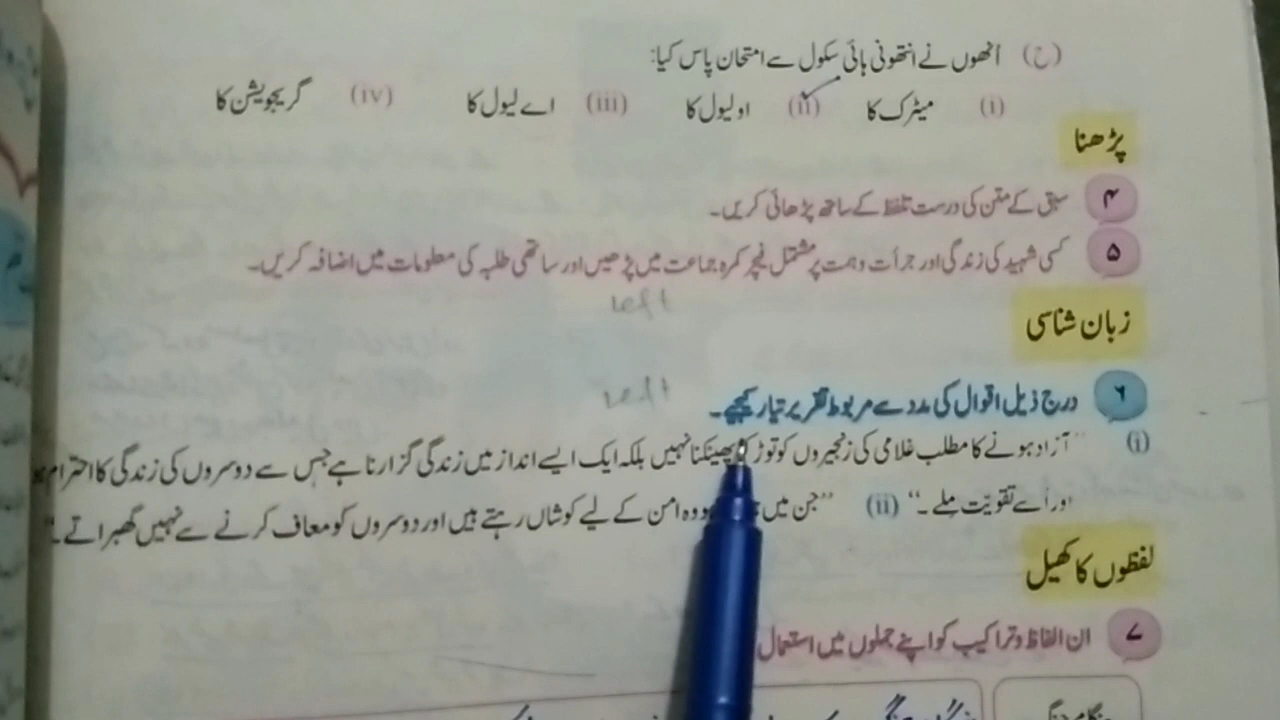 (ح) اُنھوں نے انتھونی ہائی سکول سے امتحان پاس کیا:
(i) میٹرک کا (ii) او لیول کا (iii) اے لیول کا (iv) گریجویشن کا
پڑھنا
۴ سبق کے متن کی درست تلفظ کے ساتھ پڑھائی کریں۔
۵ کسی شہید کی زندگی اور جرأت و ہمت پر مشتمل فیچر کمرہ جماعت میں پڑھیں اور ساتھی طلبہ کی معلومات میں اضافہ کریں۔
زبان شناسی
۶ درج ذیل اقوال کی مدد سے مربوط تقریر تیار کیجیے۔
(i) "آزاد ہونے کا مطلب غلامی کی زنجیروں کو توڑ کر پھینکنا نہیں بلکہ ایک ایسے انداز میں زندگی گزارنا ہے جس سے دوسروں کی زندگی کا احترام
اور اُسے تقویّت ملے۔" (ii) "جن میں وہ امن کے لیے کوشاں رہتے ہیں اور دوسروں کو معاف کرنے سے نہیں گھبراتے۔"
لفظوں کا کھیل
۷ ان الفاظ و تراکیب کو اپنے جملوں میں استعمال